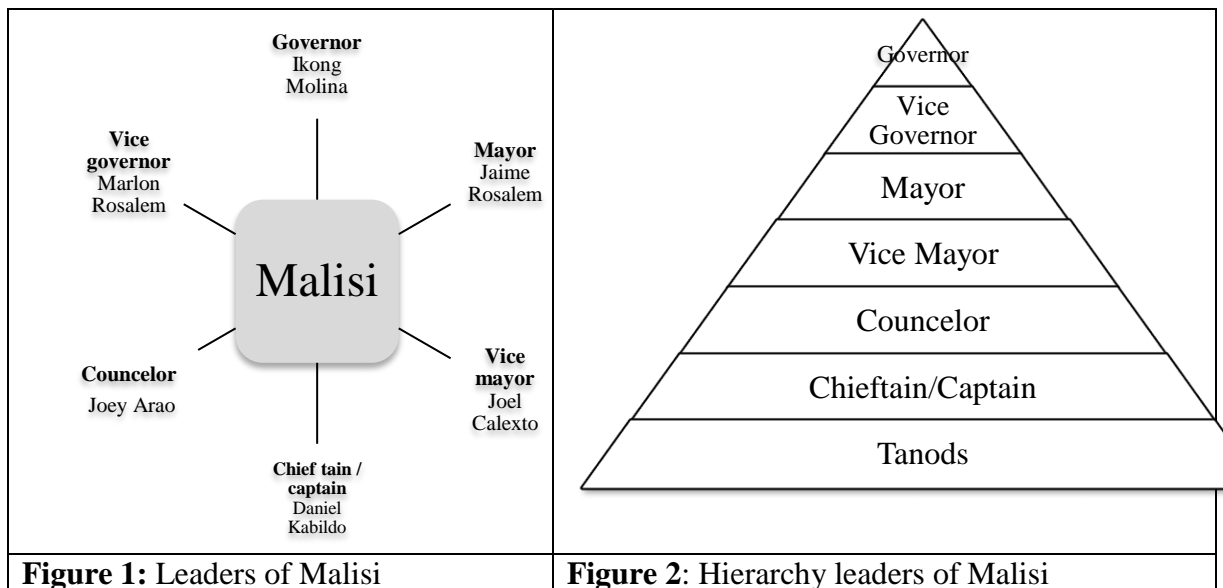 Governor
Ikong
Molina
Vice
governor
Marlon
Rosalem
Mayor
Jaime
Rosalem
Malisi
Councelor
Joey Arao
Vice
mayor
Joel
Calexto
Chief tain /
captain
Daniel
Kabildo
Figure 1: Leaders of Malisi
Governor
Vice
Governor
Mayor
Vice Mayor
Councelor
Chieftain/Captain
Tanods
Figure 2: Hierarchy leaders of Malisi